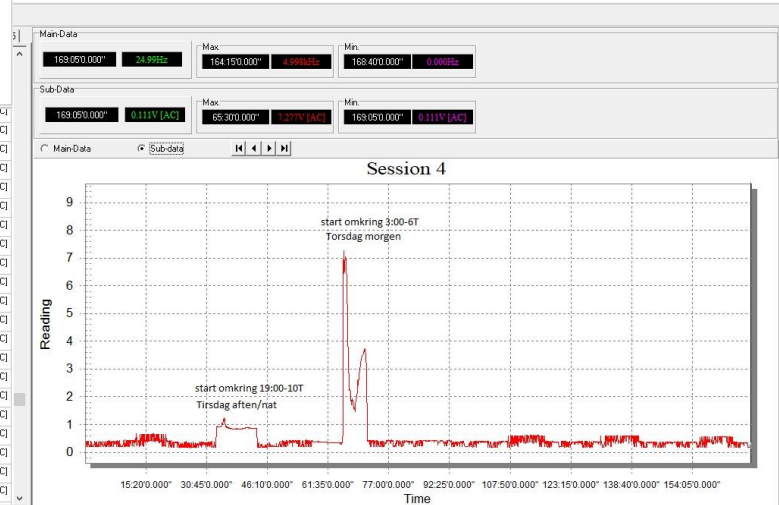 Main-Data
169:05'0.000" 24.99Hz
Max.
164:15'0.000" 4.998kHz
Min.
168:40'0.000" 0.000Hz
Sub-Data
169:05'0.000" 0.111V [AC]
Max.
65:30'0.000" 7.277V [AC]
Min.
169:05'0.000" 0.111V [AC]
Main-Data Sub-data
Session 4
Reading
9
8
7
6
5
4
3
2
1
0
start omkring 3:00-6T
Torsdag morgen
start omkring 19:00-10T
Tirsdag aften/nat
15:20'0.000" 30:45'0.000" 46:10'0.000" 61:35'0.000" 77:00'0.000" 92:25'0.000" 107:50'0.000" 123:15'0.000" 138:40'0.000" 154:05'0.000"
Time